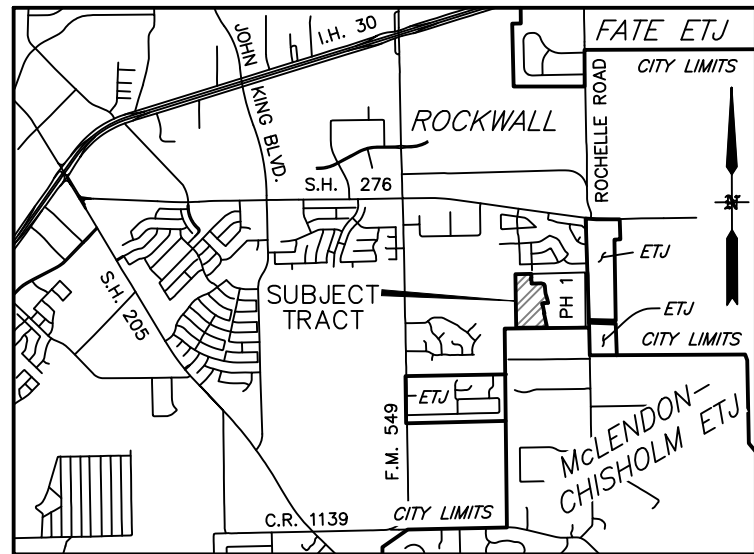 FATE ETJ
CITY LIMITS
JOHN KING BLVD.
I.H. 30
ROCHELLE ROAD
ROCKWALL
N
S.H. 276
ETJ
S.H. 205
SUBJECT
TRACT
PH 1
ETJ
CITY LIMITS
ETJ
F.M. 549
McLENDON-
CHISHOLM ETJ
C.R. 1139
CITY LIMITS